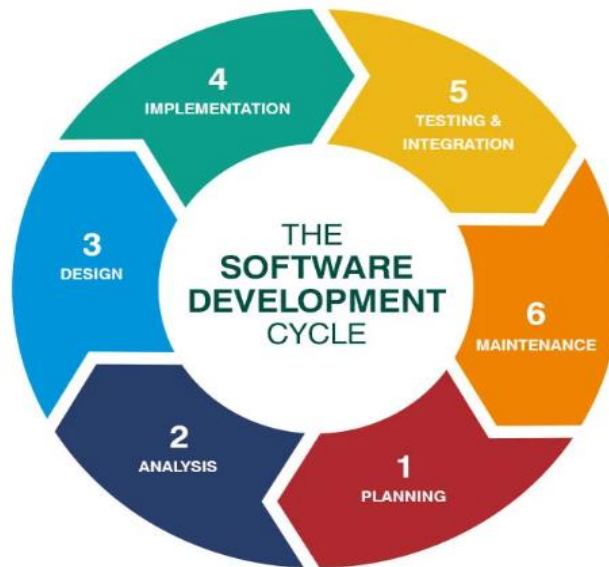 THE
SOFTWARE
DEVELOPMENT
CYCLE
1
PLANNING
2
ANALYSIS
3
DESIGN
4
IMPLEMENTATION
5
TESTING &
INTEGRATION
6
MAINTENANCE